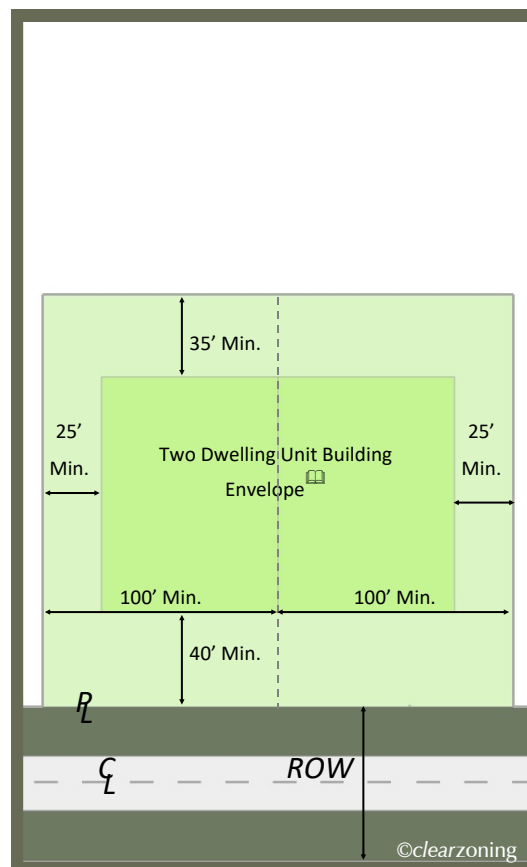 35’ Min.
25’
Min.
25’
Min.
Two Dwelling Unit Building
Envelope
100’ Min.
100’ Min.
40’ Min.
PL
CL
ROW
©clearzoning